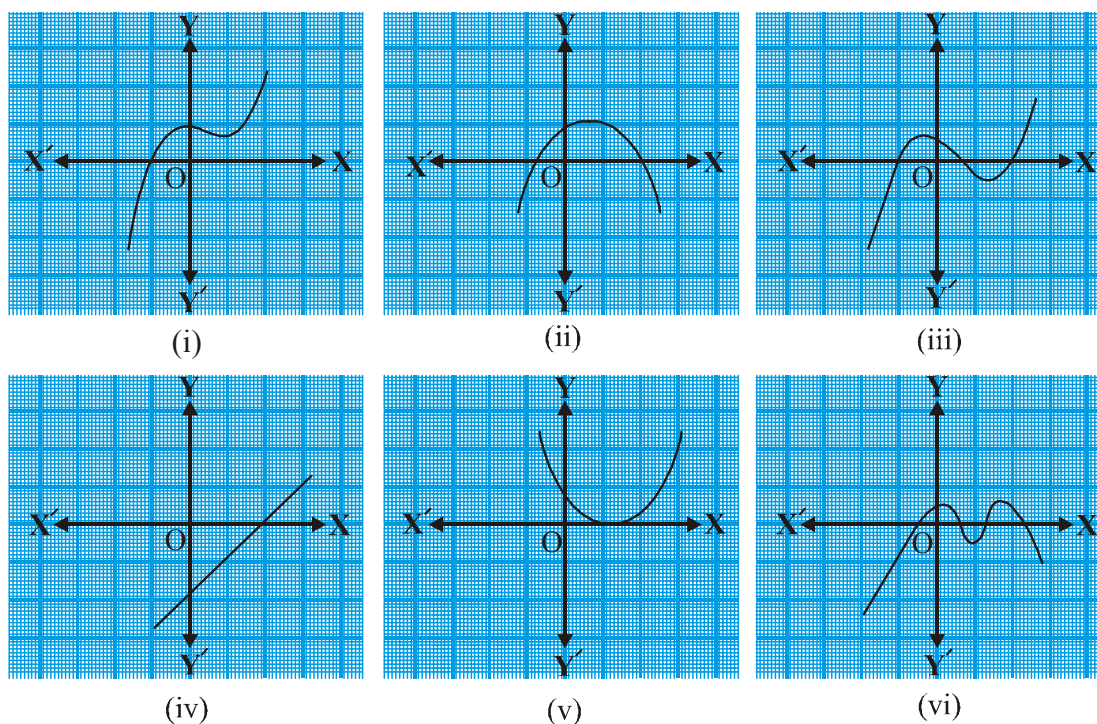 Y Y Y
X′ X X′ X X′ X
O O O
Y′ Y′ Y′
(i) (ii) (iii)
Y Y Y
X′ X X′ X X′ X
O O O
Y′ Y′ Y′
(iv) (v) (vi)